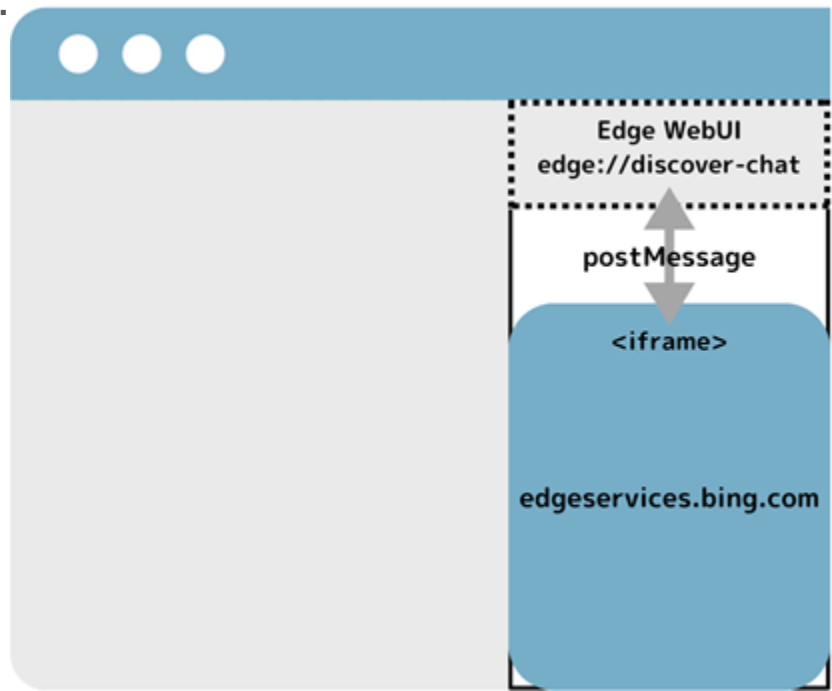 Edge WebUI
edge://discover-chat
postMessage
<iframe>
edgeservices.bing.com